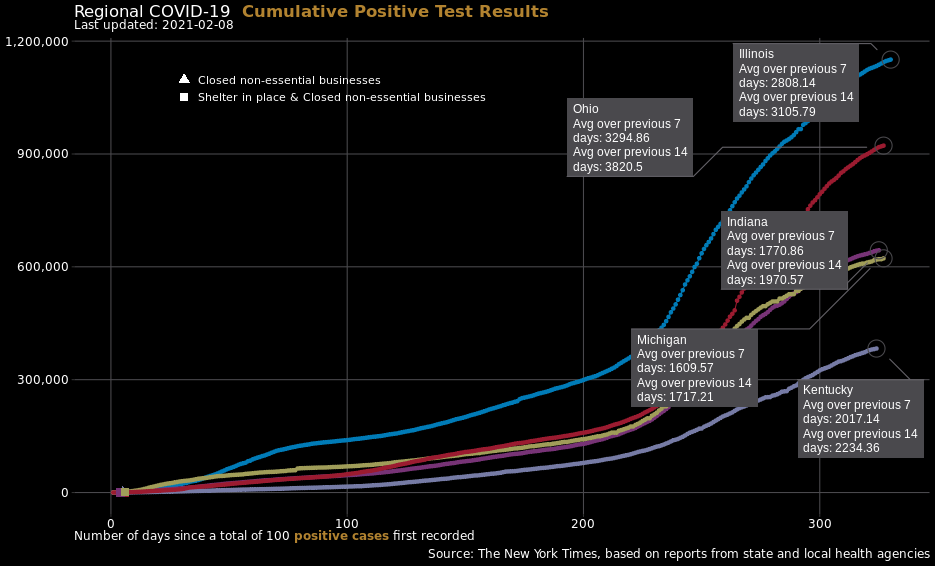 Regional COVID-19 Cumulative Positive Test Results
Last updated: 2021-02-08
1,200,000
900,000
600,000
300,000
0
Closed non-essential businesses
Shelter in place & Closed non-essential businesses
Illinois
Avg over previous 7
days: 2808.14
Avg over previous 14
days: 3105.79
Ohio
Avg over previous 7
days: 3294.86
Avg over previous 14
days: 3820.5
Indiana
Avg over previous 7
days: 1770.86
Avg over previous 14
days: 1970.57
Michigan
Avg over previous 7
days: 1609.57
Avg over previous 14
days: 1717.21
Kentucky
Avg over previous 7
days: 2017.14
Avg over previous 14
days: 2234.36
0
100
200
300
Number of days since a total of 100 positive cases first recorded
Source: The New York Times, based on reports from state and local health agencies